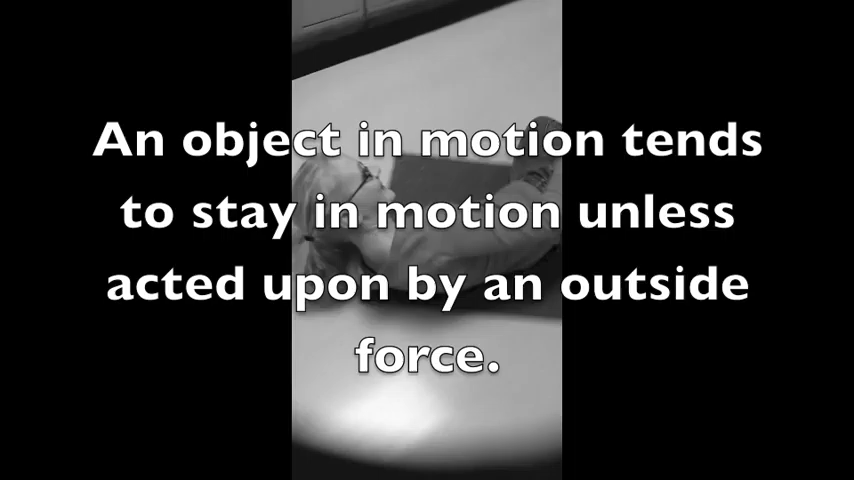 An object in motion tends
to stay in motion unless
acted upon by an outside
force.